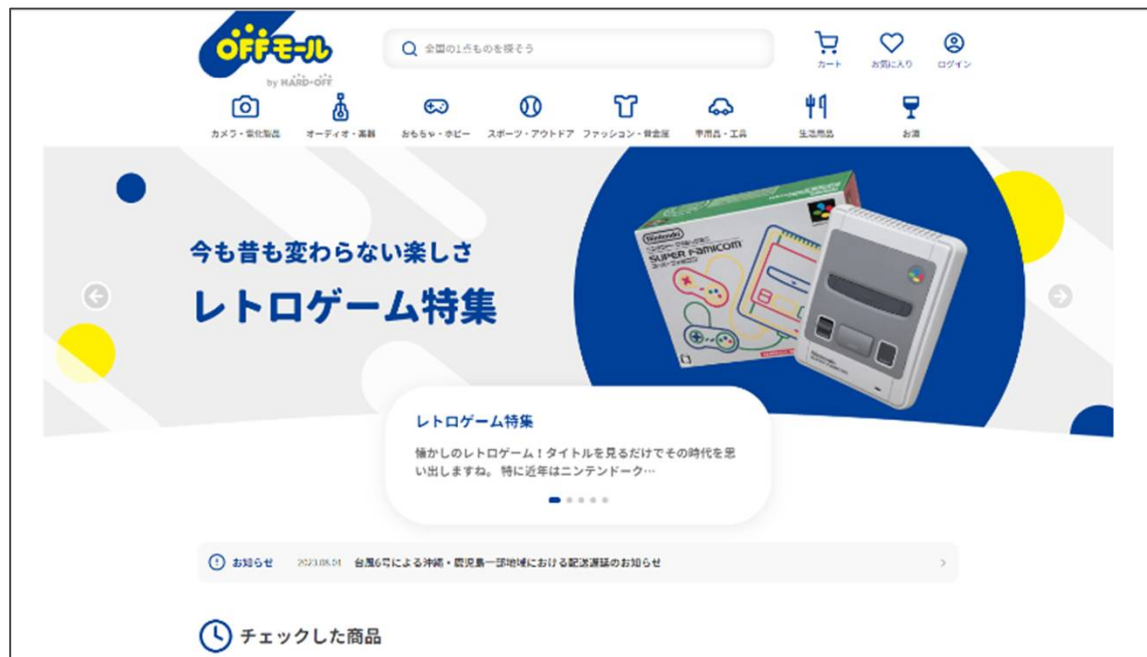 OFFモール
by HARD-OFF
全国の1点ものを探そう
カート
お気に入り
ログイン
カメラ・電化製品
オーディオ・楽器
おもちゃ・ホビー
スポーツ・アウトドア
ファッション・貴金属
車用品・工具
生活用品
お酒
今も昔も変わらない楽しさ
レトロゲーム特集
Nintendo
SUPER FAMICOM
レトロゲーム特集
懐かしのレトロゲーム！タイトルを見るだけでその時代を思
い出しますね。 特に近年はニンテンドーク…
お知らせ
2023.08.01
台風6号による沖縄・鹿児島一部地域における配送遅延のお知らせ
チェックした商品